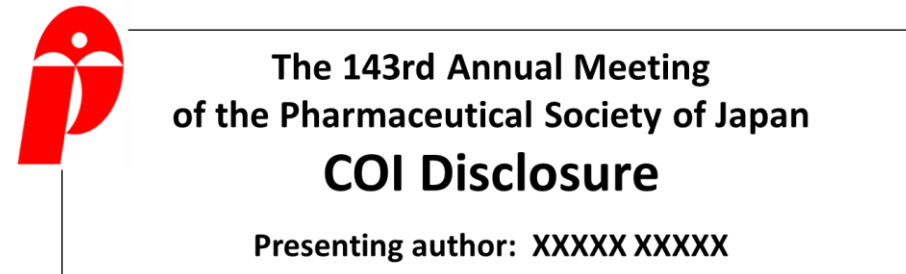 The 143rd Annual Meeting
of the Pharmaceutical Society of Japan
COI Disclosure
Presenting author: XXXXX XXXXX